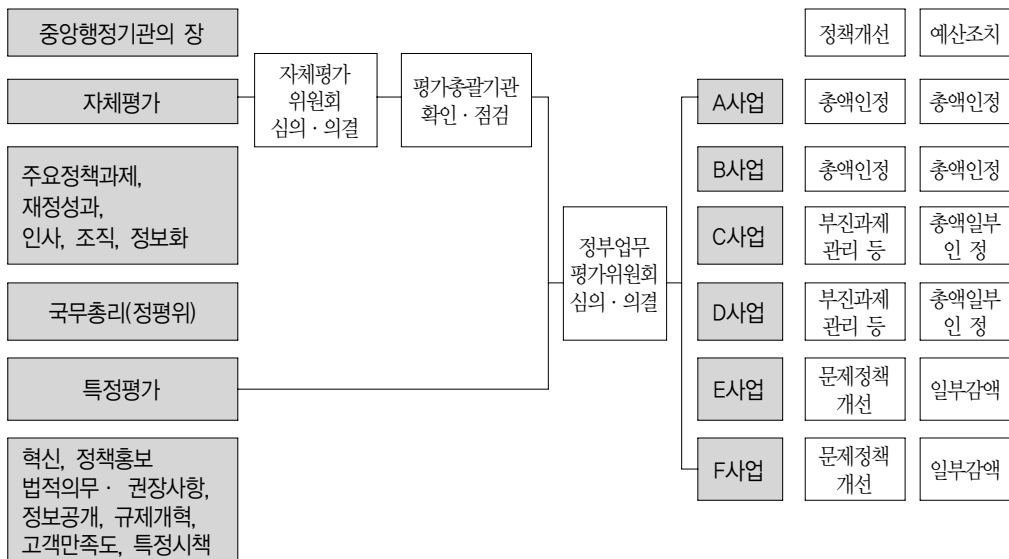 중앙행정기관의 장
정책개선
예산조치
자체평가
자체평가
위원회
심의 · 의결
평가총괄기관
확인 · 점검
A사업
총액인정
총액인정
주요정책과제,
재정성과,
인사, 조직, 정보화
B사업
총액인정
총액인정
정부업무
평가위원회
심의 · 의결
C사업
부진과제
관리 등
총액일부
인 정
국무총리(정평위)
D사업
부진과제
관리 등
총액일부
인 정
특정평가
E사업
문제정책
개선
일부감액
혁신, 정책홍보
법적의무 · 권장사항,
정보공개, 규제개혁,
고객만족도, 특정시책
F사업
문제정책
개선
일부감액